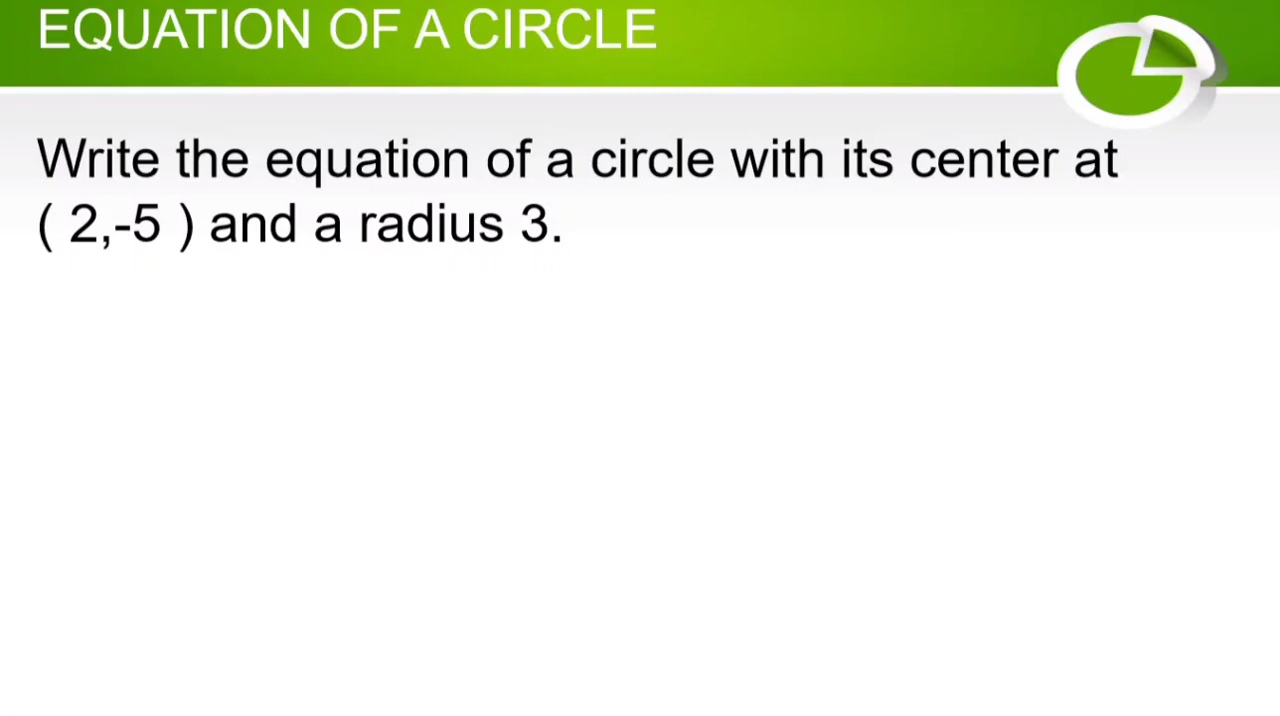 EQUATION OF A CIRCLE
Write the equation of a circle with its center at
( 2,-5 ) and a radius 3.